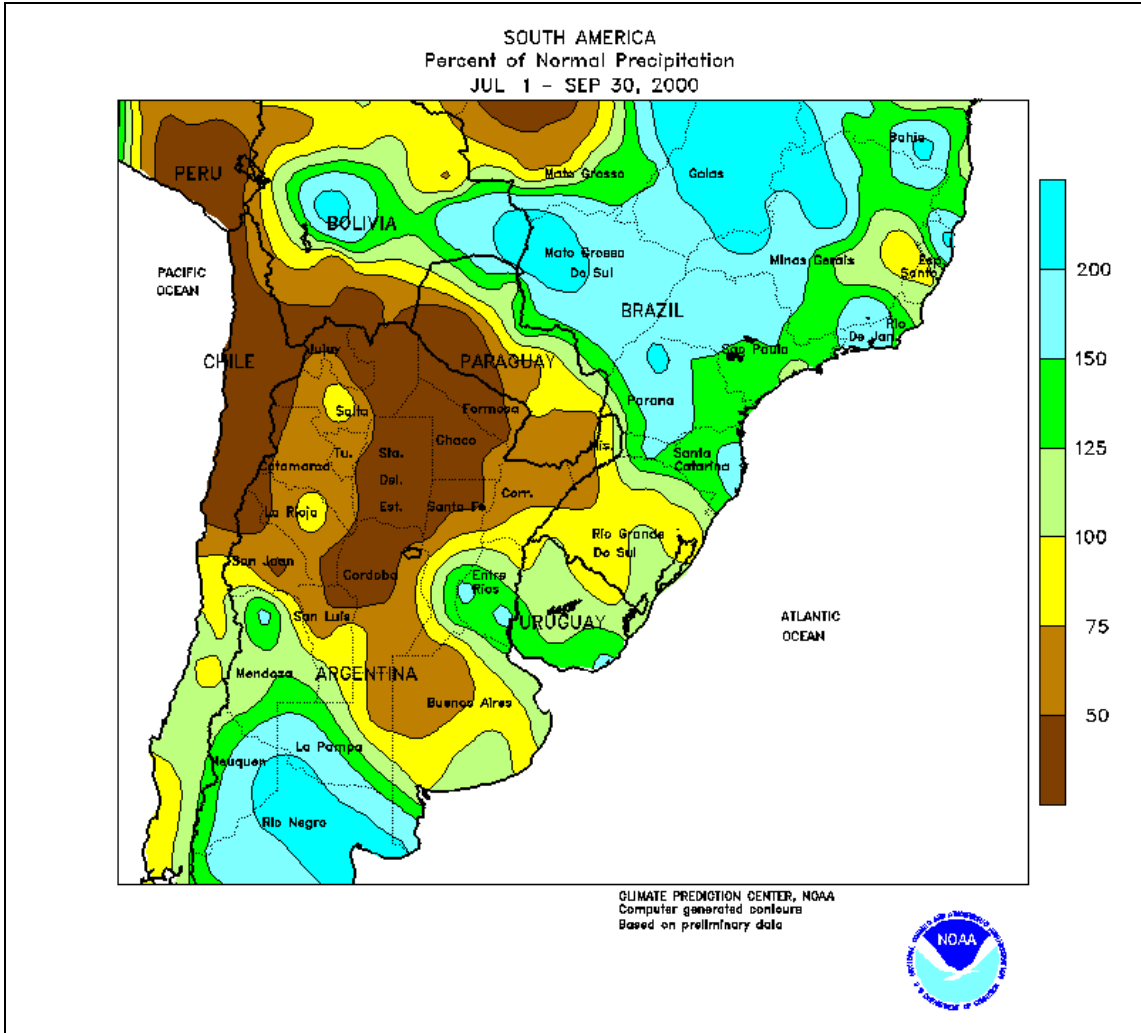 SOUTH AMERICA
Percent of Normal Precipitation
JUL 1 - SEP 30, 2000
Bahia
PERU
Mato Grosso
Goias
BOLIVIA
Mato Grosso
Do Sul
Minas Gerais
Esp.
Santo
PACIFIC
OCEAN
200
BRAZIL
Rio
De Jan.
Sao Paulo
Jujuy
CHILE
PARAGUAY
150
Parana
Salta
Formosa
Chaco
Mis.
Tu.
Sta.
Santa
Catarina
125
Catamarca
Del.
Corr.
La Rioja
Est.
Santa Fe
Rio Grande
Do Sul
100
San Juan
Cordoba
Entre
Rios
San Luis
URUGUAY
ATLANTIC
OCEAN
75
Mendoza
ARGENTINA
Buenos Aires
50
La Pampa
Neuquen
Rio Negro
CLIMATE PREDICTION CENTER, NOAA
Computer generated contours
Based on preliminary data
NOAA